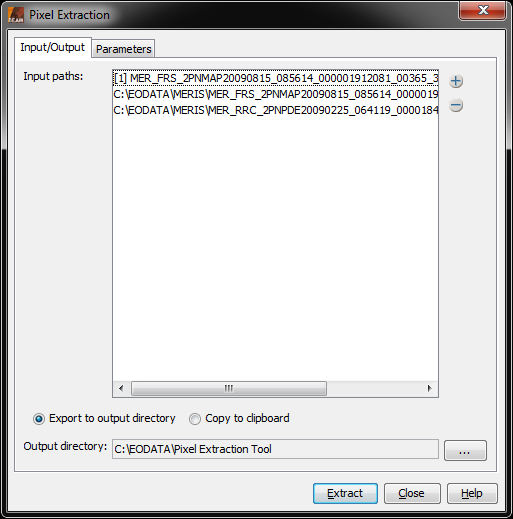 Pixel Extraction
Input/Output Parameters
Input paths:
[1] MER_FRS_2PNMAP20090815_085614_000001912081_00365_3
C:\EODATA\MERIS\MER_FRS_2PNMAP20090815_085614_0000019
C:\EODATA\MERIS\MER_RRC_2PNPDE20090225_064119_0000184
Export to output directory Copy to clipboard
Output directory: C:\EODATA\Pixel Extraction Tool ...
Extract Close Help